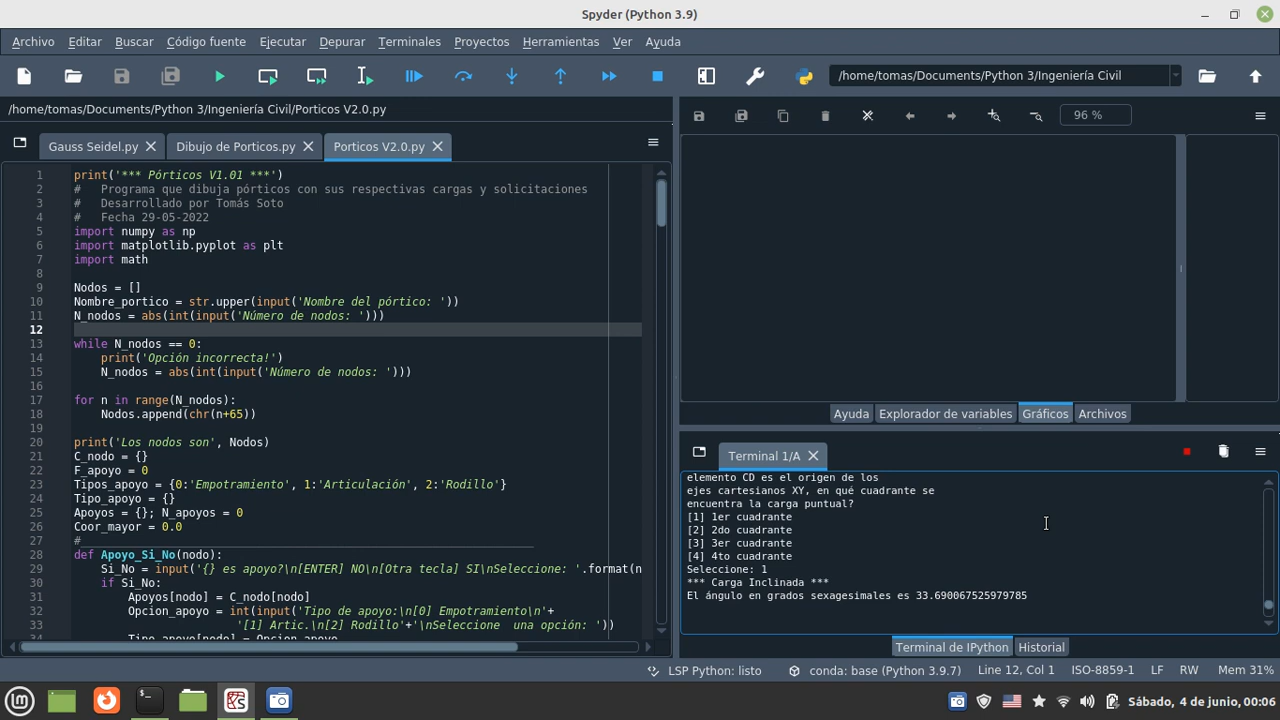 Spyder (Python 3.9)
Archivo Editar Buscar Código fuente Ejecutar Depurar Terminales Proyectos Herramientas Ver Ayuda
/home/tomas/Documents/Python 3/Ingeniería Civil
/home/tomas/Documents/Python 3/Ingeniería Civil/Porticos V2.0.py
96 %
Gauss Seidel.py Dibujo de Porticos.py Porticos V2.0.py
1 print('*** Pórticos V1.01 ***')
2 #   Programa que dibuja pórticos con sus respectivas cargas y solicitaciones
3 #   Desarrollado por Tomás Soto
4 #   Fecha 29-05-2022
5 import numpy as np
6 import matplotlib.pyplot as plt
7 import math
8
9 Nodos = []
10 Nombre_portico = str.upper(input('Nombre del pórtico: '))
11 N_nodos = abs(int(input('Número de nodos: ')))
12
13 while N_nodos == 0:
14     print('Opción incorrecta!')
15     N_nodos = abs(int(input('Número de nodos: ')))
16
17 for n in range(N_nodos):
18     Nodos.append(chr(n+65))
19
20 print('Los nodos son', Nodos)
21 C_nodo = {}
22 F_apoyo = 0
23 Tipos_apoyo = {0:'Empotramiento', 1:'Articulación', 2:'Rodillo'}
24 Tipo_apoyo = {}
25 Apoyos = {}; N_apoyos = 0
26 Coor_mayor = 0.0
27 #___________________________________________________________________
28 def Apoyo_Si_No(nodo):
29     Si_No = input('{} es apoyo?\n[ENTER] NO\n[Otra tecla] SI\nSeleccione: '.format(n
30     if Si_No:
31         Apoyos[nodo] = C_nodo[nodo]
32         Opcion_apoyo = int(input('Tipo de apoyo:\n[0] Empotramiento\n'+
33                         '[1] Artic.\n[2] Rodillo'+'\nSeleccione  una opción: '))
34         Tipo_apoyo[nodo] = Opcion_apoyo
Ayuda Explorador de variables Gráficos Archivos
Terminal 1/A
elemento CD es el origen de los
ejes cartesianos XY, en qué cuadrante se
encuentra la carga puntual?
[1] 1er cuadrante
[2] 2do cuadrante
[3] 3er cuadrante
[4] 4to cuadrante
Seleccione: 1
*** Carga Inclinada ***
El ángulo en grados sexagesimales es 33.690067525979785
Terminal de IPython Historial
LSP Python: listo conda: base (Python 3.9.7) Line 12, Col 1 ISO-8859-1 LF RW Mem 31%
Sábado, 4 de junio, 00:06